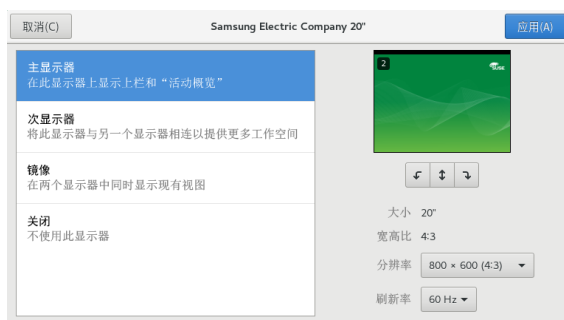 取消(C)
Samsung Electric Company 20"
应用(A)
主显示器
在此显示器上显示上栏和“活动概览”
次显示器
将此显示器与另一个显示器相连以提供更多工作空间
镜像
在两个显示器中同时显示现有视图
关闭
不使用此显示器
2
SUSE
大小 20"
宽高比 4:3
分辨率 800 × 600 (4:3)
刷新率 60 Hz